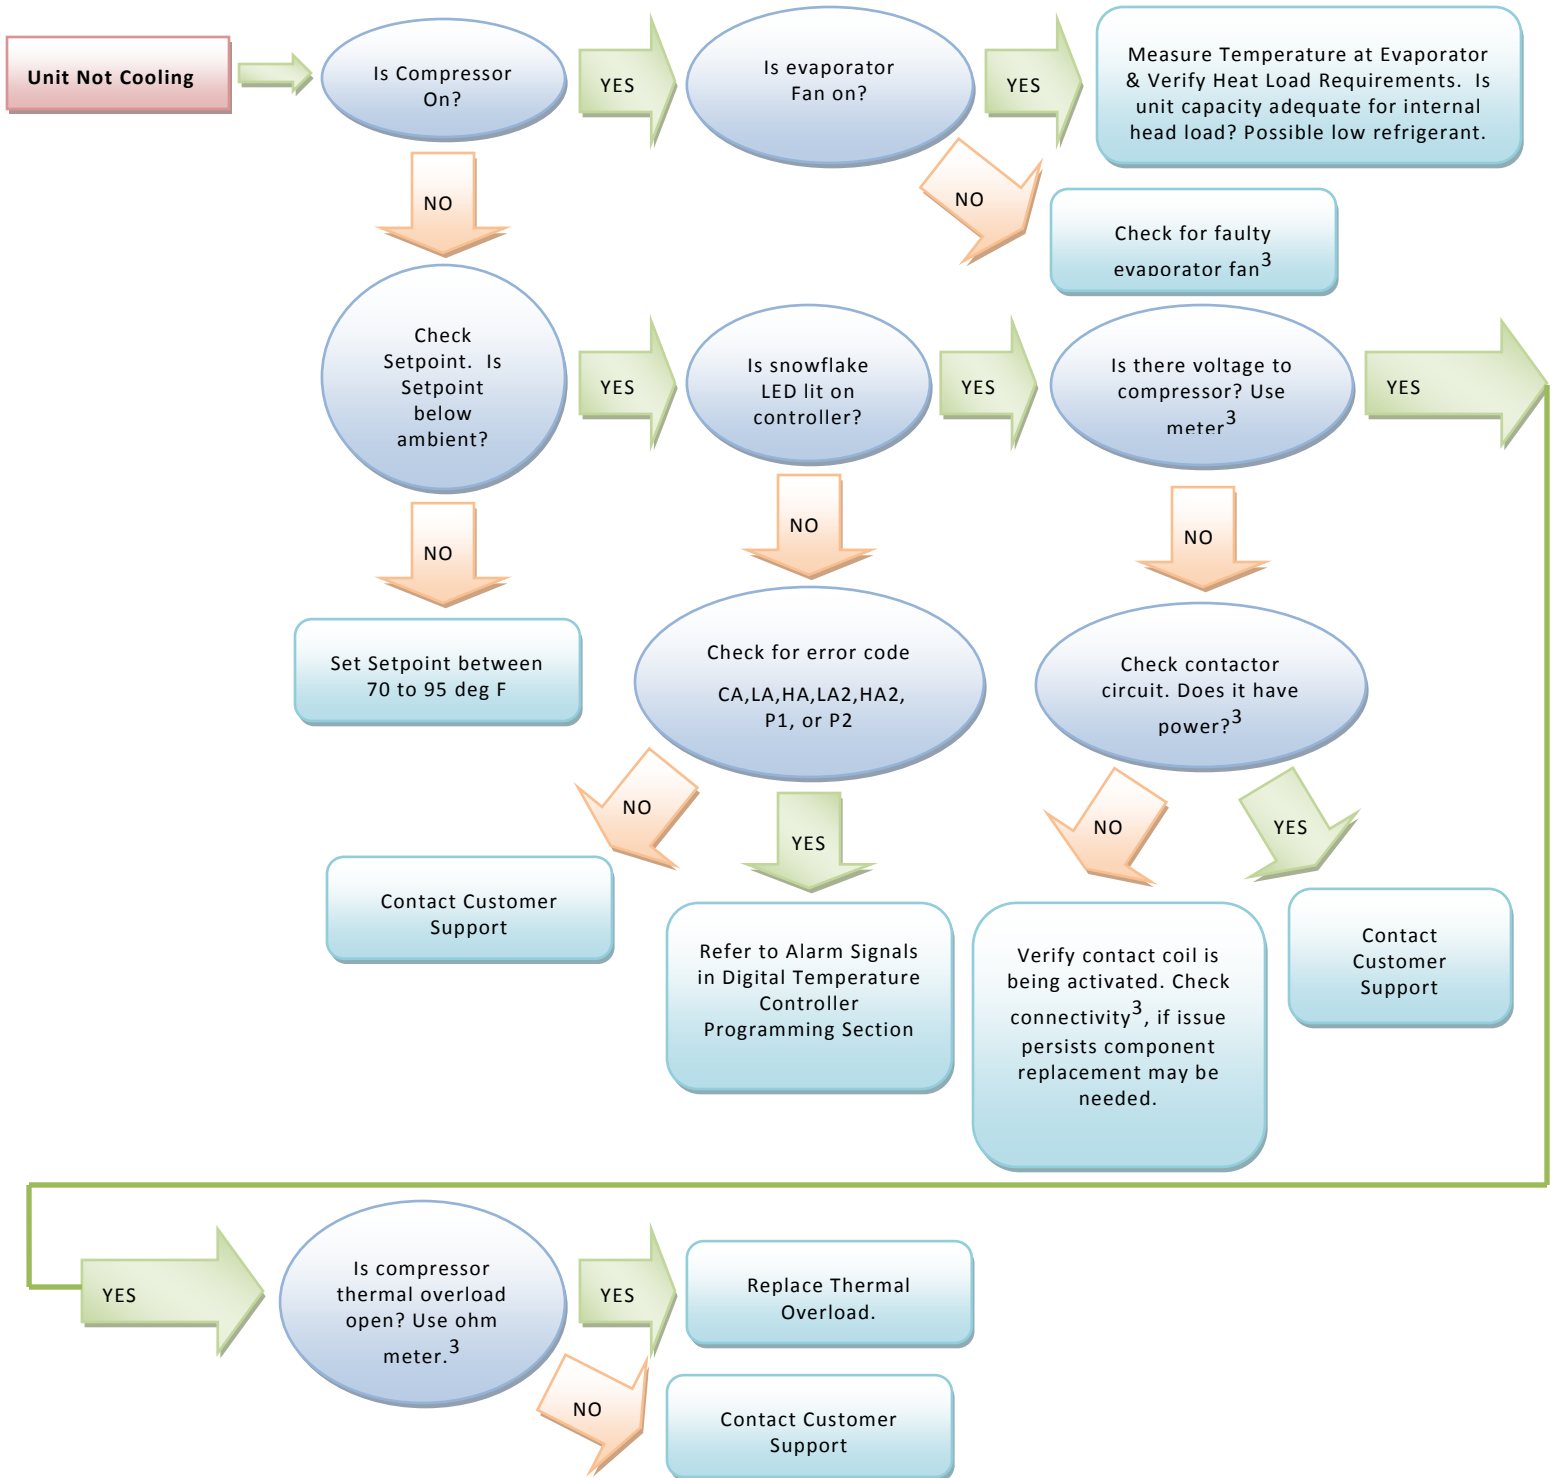 Unit Not Cooling
Is Compressor
On?
YES
Is evaporator
Fan on?
YES
Measure Temperature at Evaporator
& Verify Heat Load Requirements. Is
unit capacity adequate for internal
head load? Possible low refrigerant.
NO
NO
Check for faulty
evaporator fan3
Check
Setpoint. Is
Setpoint
below
ambient?
YES
Is snowflake
LED lit on
controller?
YES
Is there voltage to
compressor? Use
meter3
YES
NO
NO
NO
Set Setpoint between
70 to 95 deg F
Check for error code
CA,LA,HA,LA2,HA2,
P1, or P2
Check contactor
circuit. Does it have
power?3
NO
YES
NO
YES
Contact Customer
Support
Refer to Alarm Signals
in Digital Temperature
Controller
Programming Section
Verify contact coil is
being activated. Check
connectivity3, if issue
persists component
replacement may be
needed.
Contact
Customer
Support
YES
Is compressor
thermal overload
open? Use ohm
meter.3
YES
Replace Thermal
Overload.
NO
Contact Customer
Support